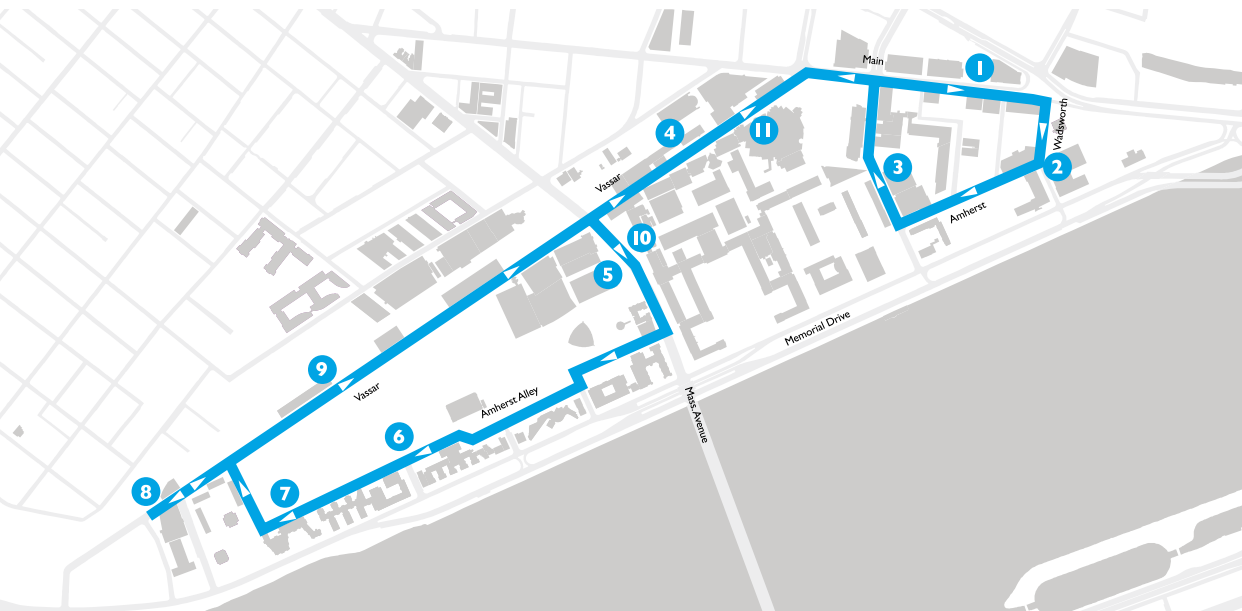 Main
1
Wadsworth
4
11
2
3
Vassar
Amherst
10
5
Memorial Drive
9
Vassar
Amherst Alley
Mass. Avenue
6
8
7